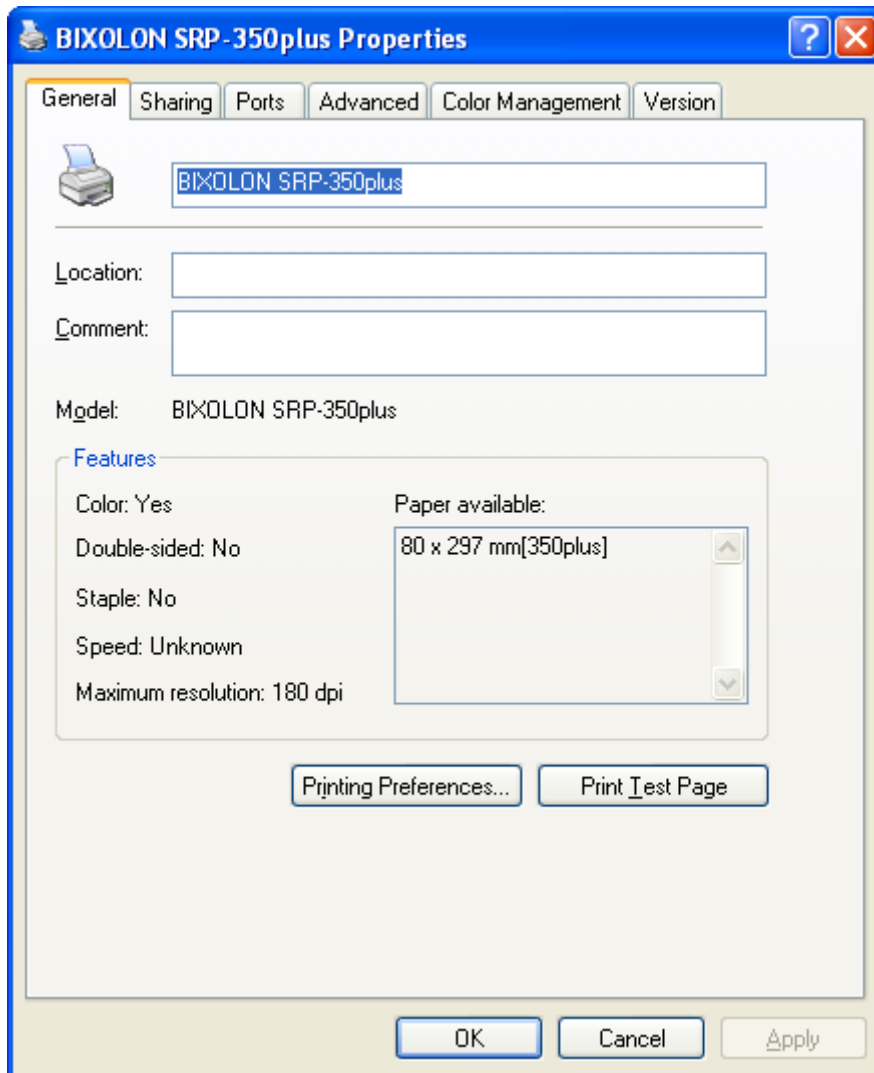 BIXOLON SRP-350plus Properties
General Sharing Ports Advanced Color Management Version
BIXOLON SRP-350plus
Location:
Comment:
Model: BIXOLON SRP-350plus
Features
Color: Yes
Paper available:
Double-sided: No
80 x 297 mm[350plus]
Staple: No
Speed: Unknown
Maximum resolution: 180 dpi
Printing Preferences... Print Test Page
OK Cancel Apply